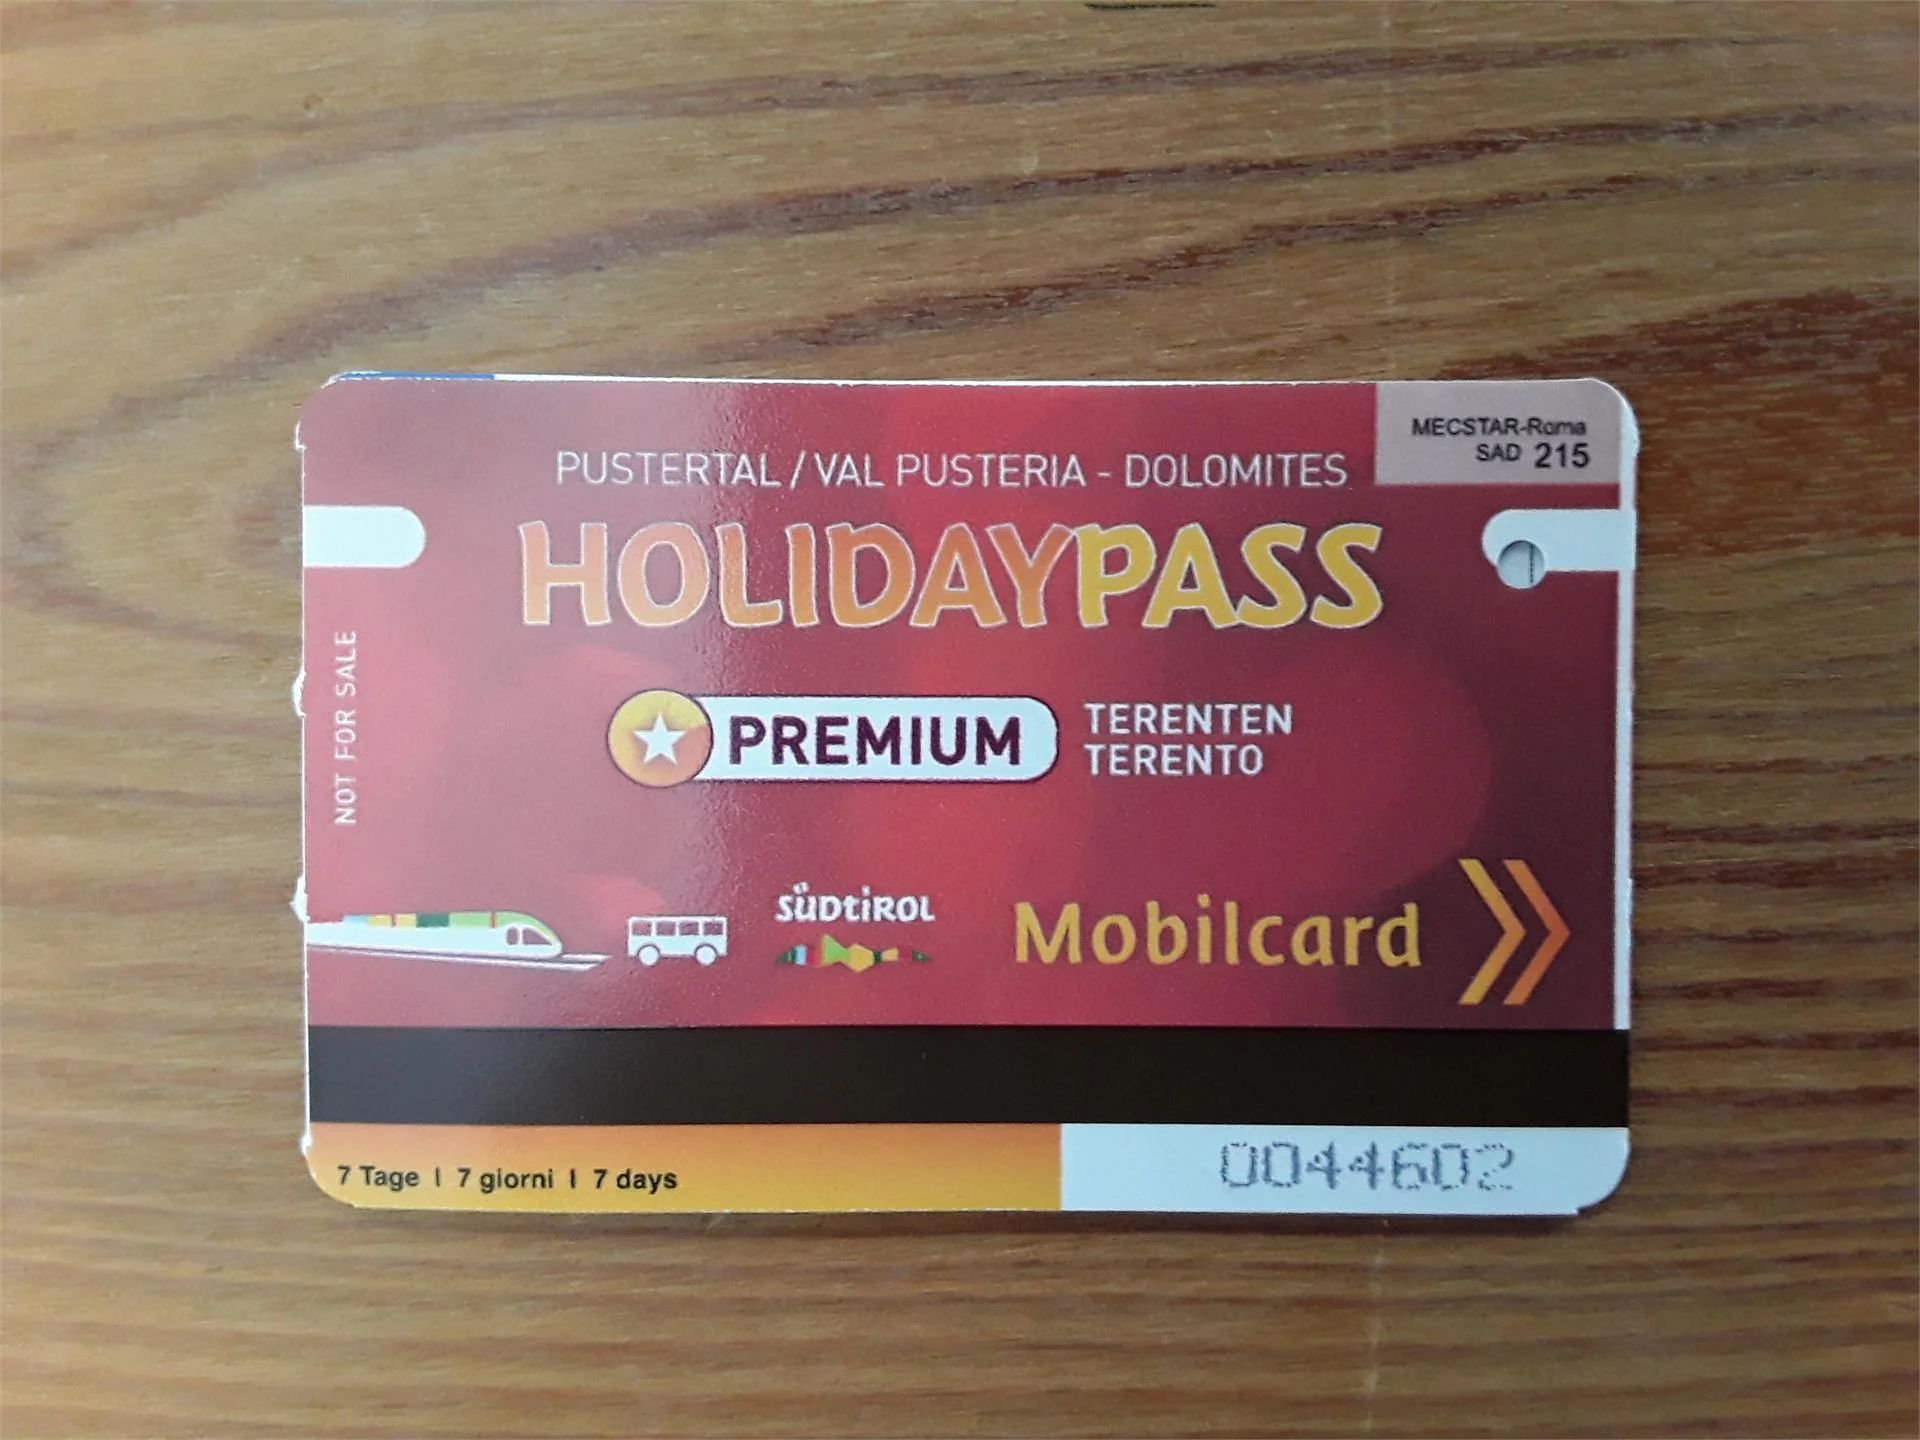 MECSTAR-Roma
SAD 215
PUSTERTAL / VAL PUSTERIA - DOLOMITES
HOLIDAYPASS
NOT FOR SALE
PREMIUM
TERENTEN
TERENTO
SÜDTIROL
Mobilcard
7 Tage I 7 giorni I 7 days
0044602